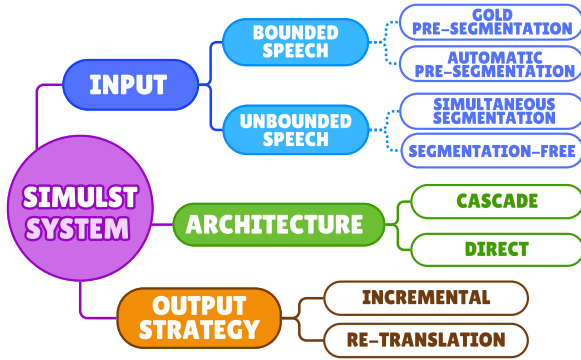 SIMULST
SYSTEM
INPUT
BOUNDED
SPEECH
GOLD
PRE-SEGMENTATION
AUTOMATIC
PRE-SEGMENTATION
UNBOUNDED
SPEECH
SIMULTANEOUS
SEGMENTATION
SEGMENTATION-FREE
ARCHITECTURE
CASCADE
DIRECT
OUTPUT
STRATEGY
INCREMENTAL
RE-TRANSLATION